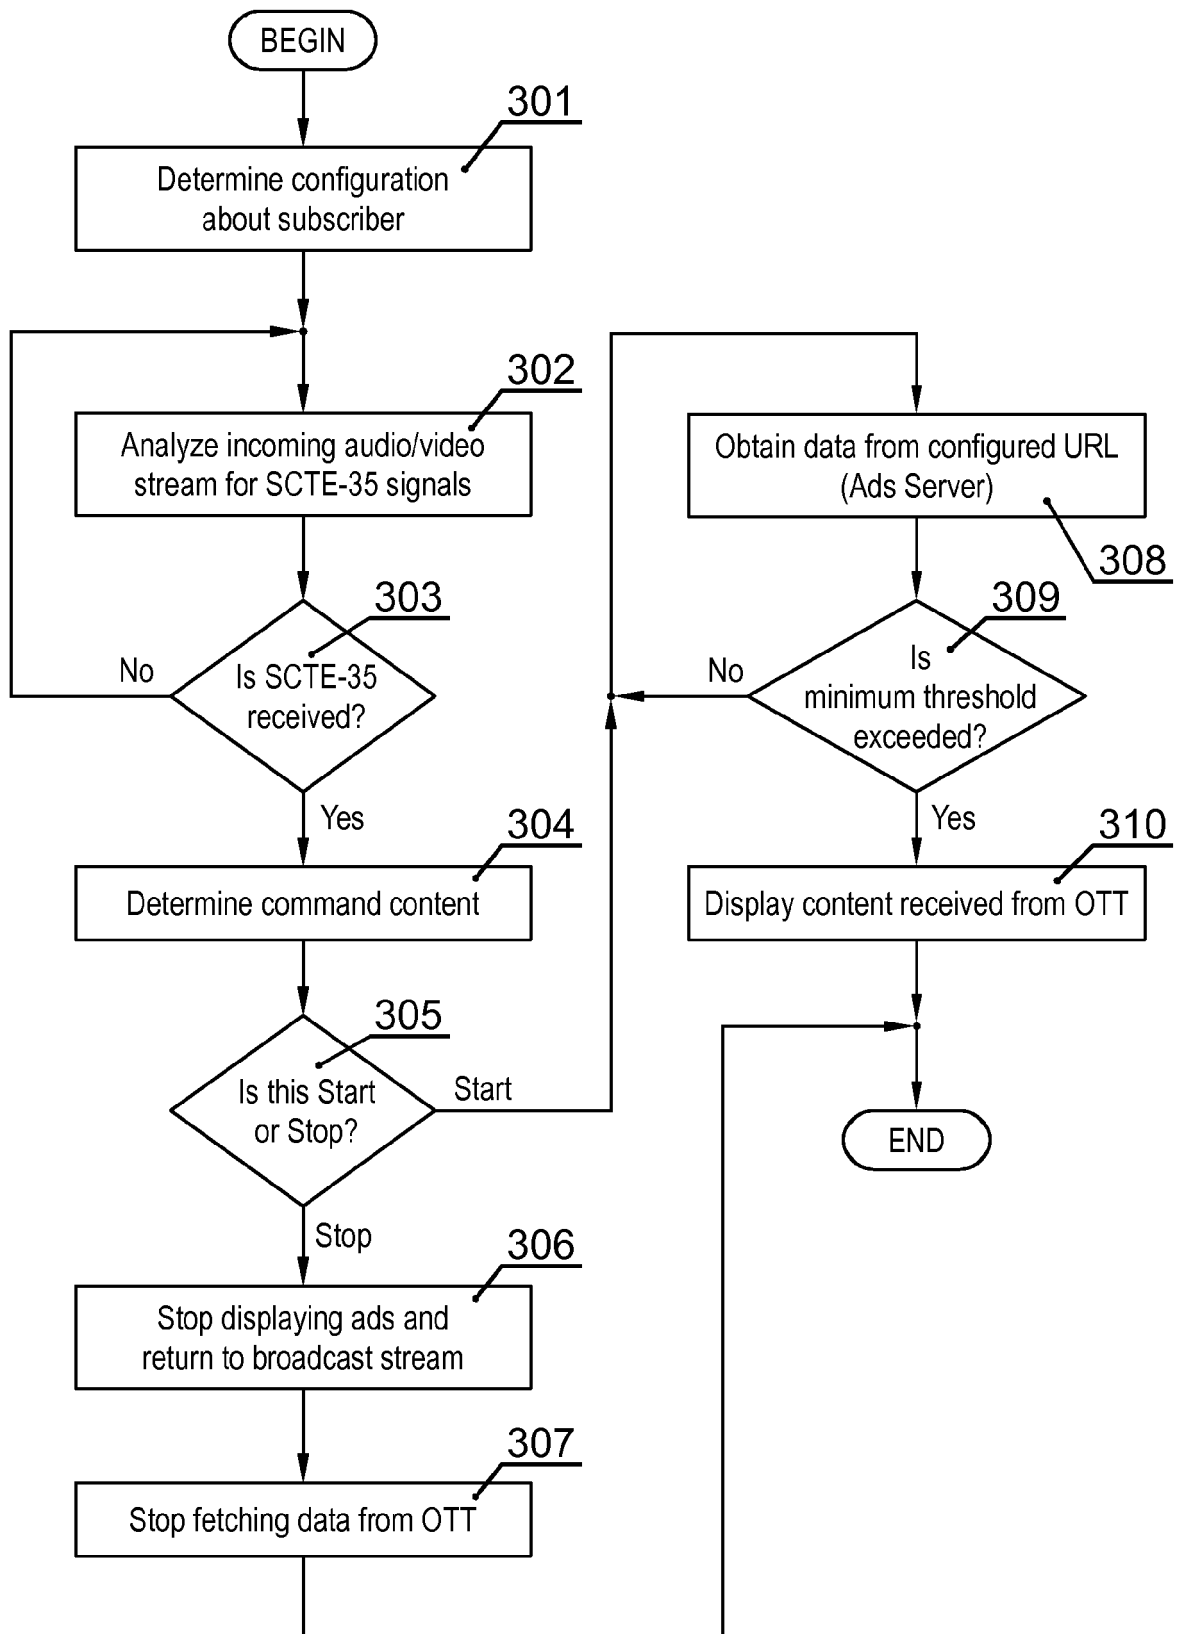 BEGIN
301
Determine configuration
about subscriber
302
Analyze incoming audio/video
stream for SCTE-35 signals
303
Is SCTE-35
received?
No
Yes
304
Determine command content
305
Is this Start
or Stop?
Start
Stop
306
Stop displaying ads and
return to broadcast stream
307
Stop fetching data from OTT
Obtain data from configured URL
(Ads Server)
308
309
Is
minimum threshold
exceeded?
No
Yes
310
Display content received from OTT
END